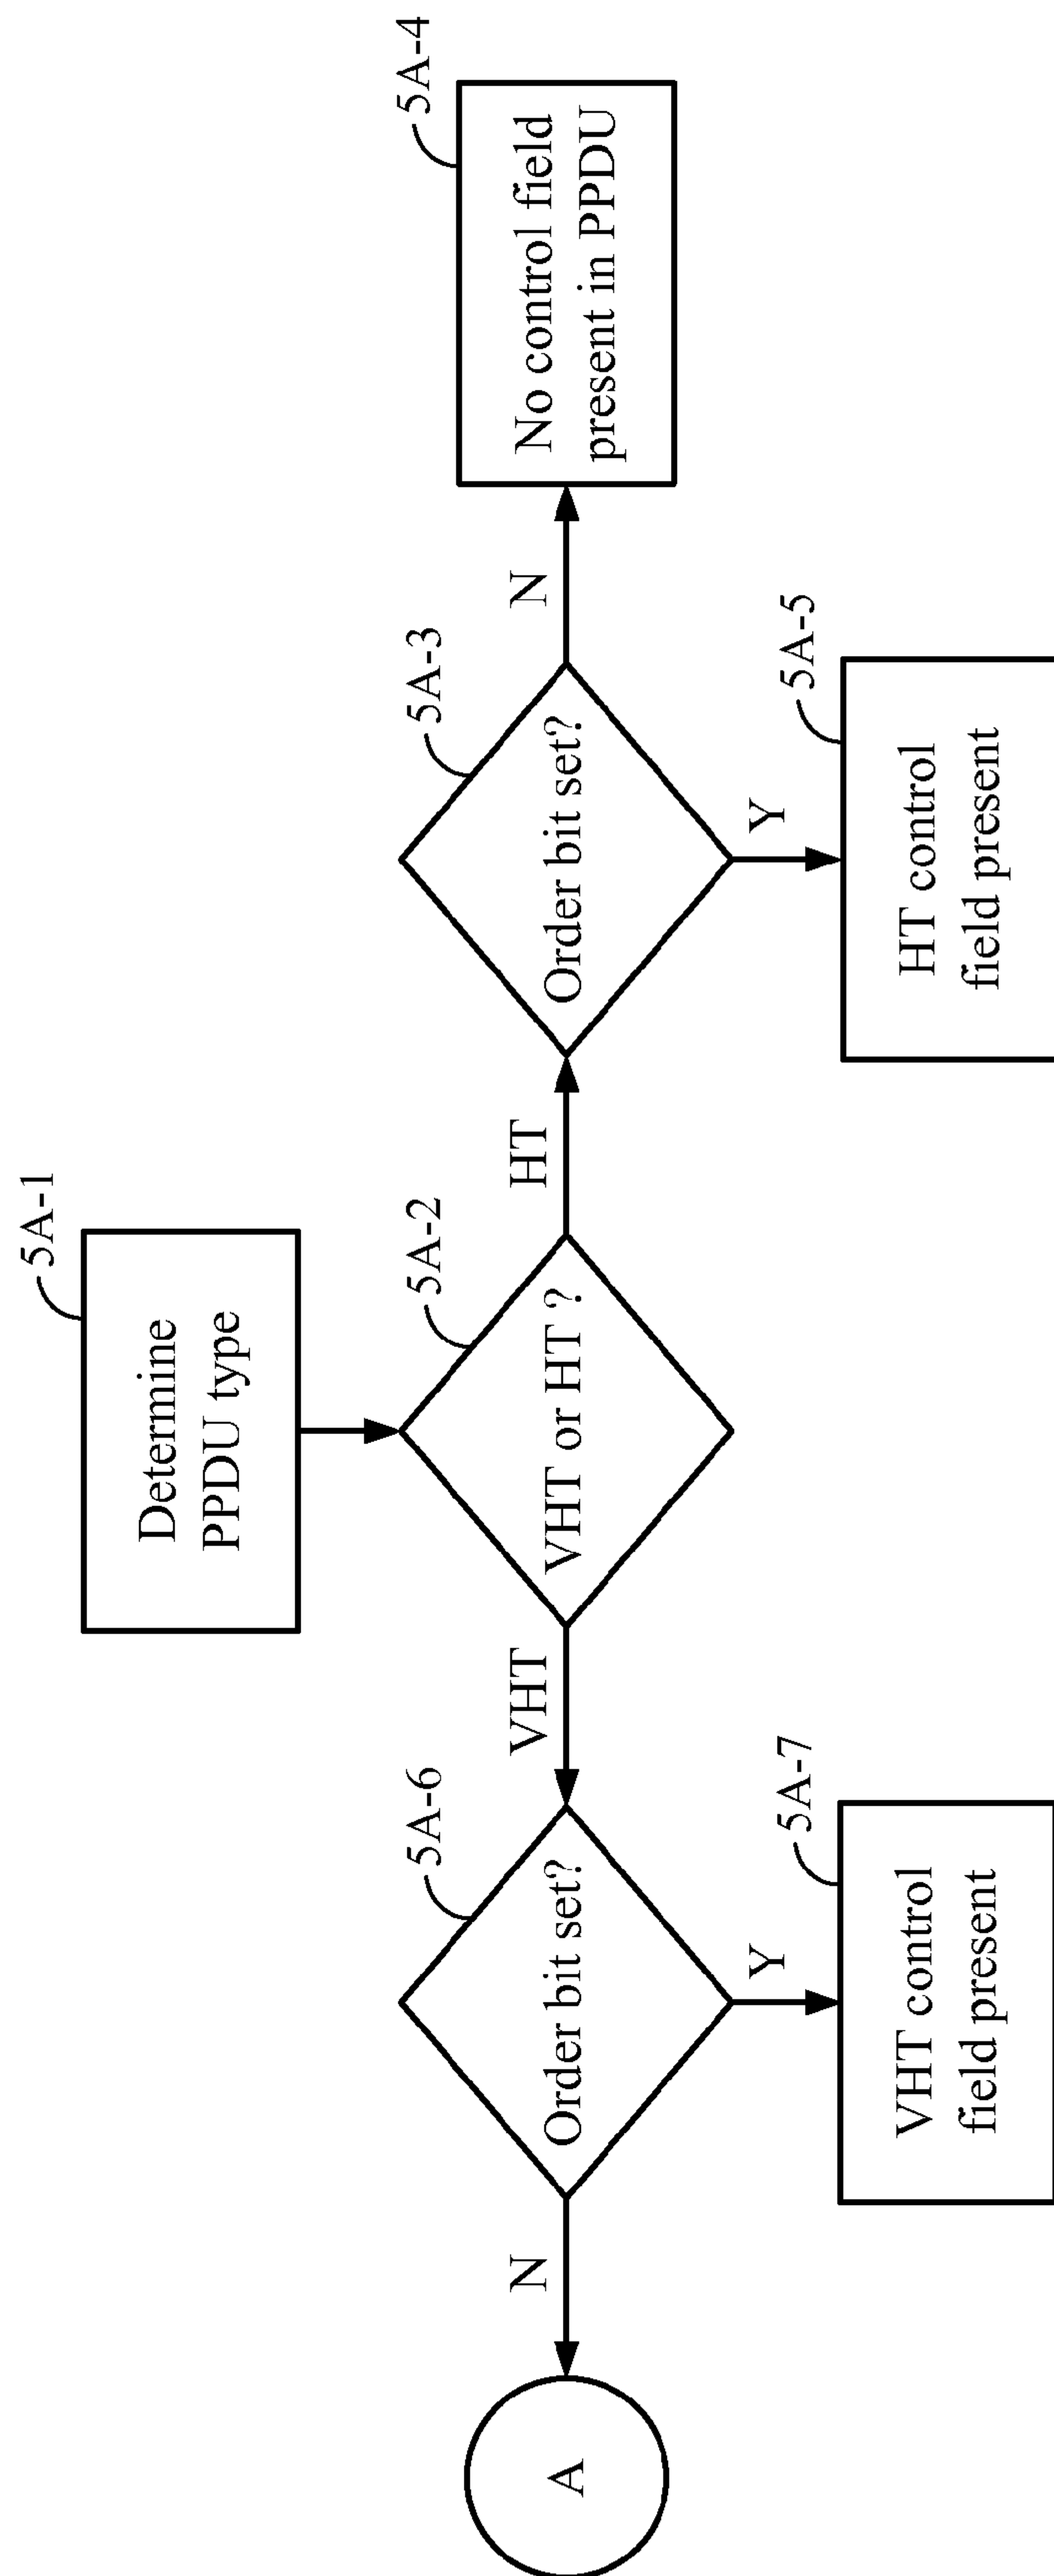 5A-1
Determine
PPDU type
5A-2
VHT or HT ?
VHT
HT
5A-6
Order bit set?
N
A
Y
5A-7
VHT control
field present
5A-3
Order bit set?
N
5A-4
No control field
present in PPDU
Y
5A-5
HT control
field present